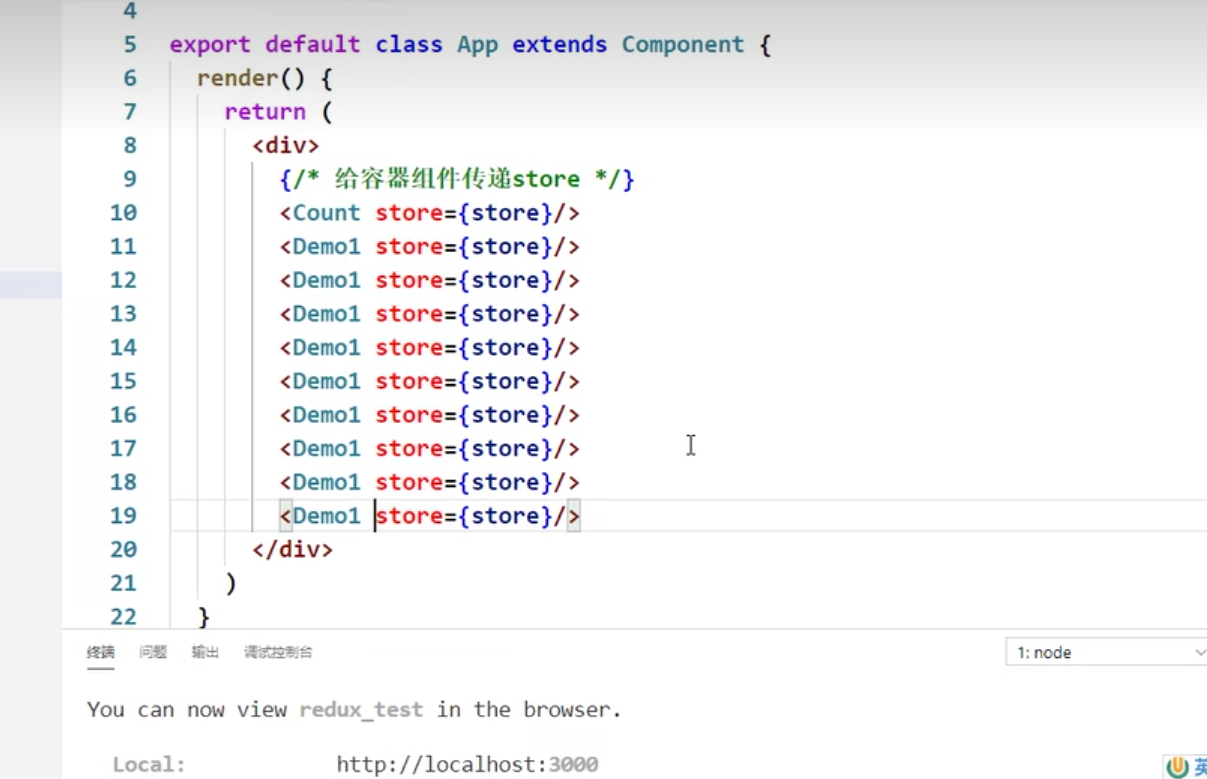 4
5 export default class App extends Component {
6 render() {
7 return (
8 <div>
9 {/* 给容器组件传递store */}
10 <Count store={store}/>
11 <Demo1 store={store}/>
12 <Demo1 store={store}/>
13 <Demo1 store={store}/>
14 <Demo1 store={store}/>
15 <Demo1 store={store}/>
16 <Demo1 store={store}/>
17 <Demo1 store={store}/>
18 <Demo1 store={store}/>
19 <Demo1 store={store}/>
20 </div>
21 )
22 }
终端 问题 输出 调试控制台 1: node
You can now view redux_test in the browser.
Local: http://localhost:3000
英